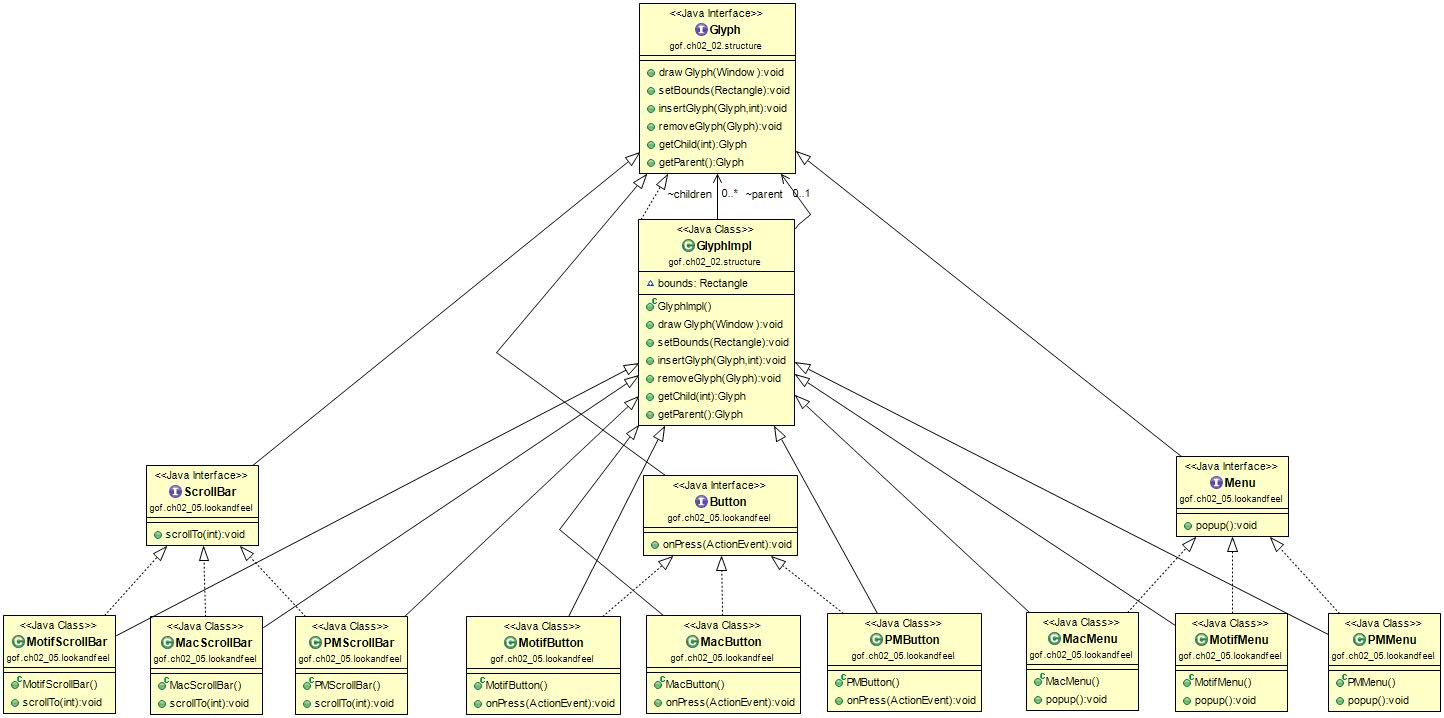 <<Java Interface>>
Glyph
gof.ch02_02.structure
drawGlyph(Window):void
setBounds(Rectangle):void
insertGlyph(Glyph,int):void
removeGlyph(Glyph):void
getChild(int):Glyph
getParent():Glyph
~children 0..* ~parent 0..1
<<Java Class>>
GlyphImpl
gof.ch02_02.structure
bounds: Rectangle
GlyphImpl()
drawGlyph(Window):void
setBounds(Rectangle):void
insertGlyph(Glyph,int):void
removeGlyph(Glyph):void
getChild(int):Glyph
getParent():Glyph
<<Java Interface>>
ScrollBar
gof.ch02_05.lookandfeel
scrollTo(int):void
<<Java Interface>>
Button
gof.ch02_05.lookandfeel
onPress(ActionEvent):void
<<Java Interface>>
Menu
gof.ch02_05.lookandfeel
popup():void
<<Java Class>>
MotifScrollBar
gof.ch02_05.lookandfeel
MotifScrollBar()
scrollTo(int):void
<<Java Class>>
MacScrollBar
gof.ch02_05.lookandfeel
MacScrollBar()
scrollTo(int):void
<<Java Class>>
PMScrollBar
gof.ch02_05.lookandfeel
PMScrollBar()
scrollTo(int):void
<<Java Class>>
MotifButton
gof.ch02_05.lookandfeel
MotifButton()
onPress(ActionEvent):void
<<Java Class>>
MacButton
gof.ch02_05.lookandfeel
MacButton()
onPress(ActionEvent):void
<<Java Class>>
PMButton
gof.ch02_05.lookandfeel
PMButton()
onPress(ActionEvent):void
<<Java Class>>
MacMenu
gof.ch02_05.lookandfeel
MacMenu()
popup():void
<<Java Class>>
MotifMenu
gof.ch02_05.lookandfeel
MotifMenu()
popup():void
<<Java Class>>
PMMenu
gof.ch02_05.lookandfeel
PMMenu()
popup():void